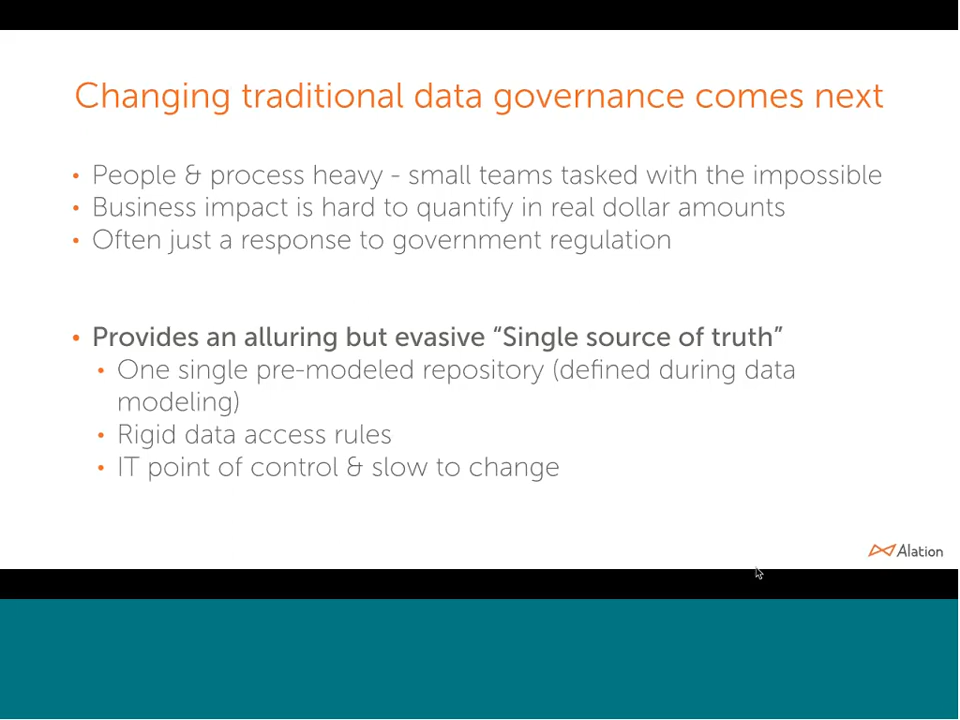 Changing traditional data governance comes next
• People & process heavy - small teams tasked with the impossible
• Business impact is hard to quantify in real dollar amounts
• Often just a response to government regulation
• Provides an alluring but evasive “Single source of truth”
• One single pre-modeled repository (defined during data
modeling)
• Rigid data access rules
• IT point of control & slow to change
Alation